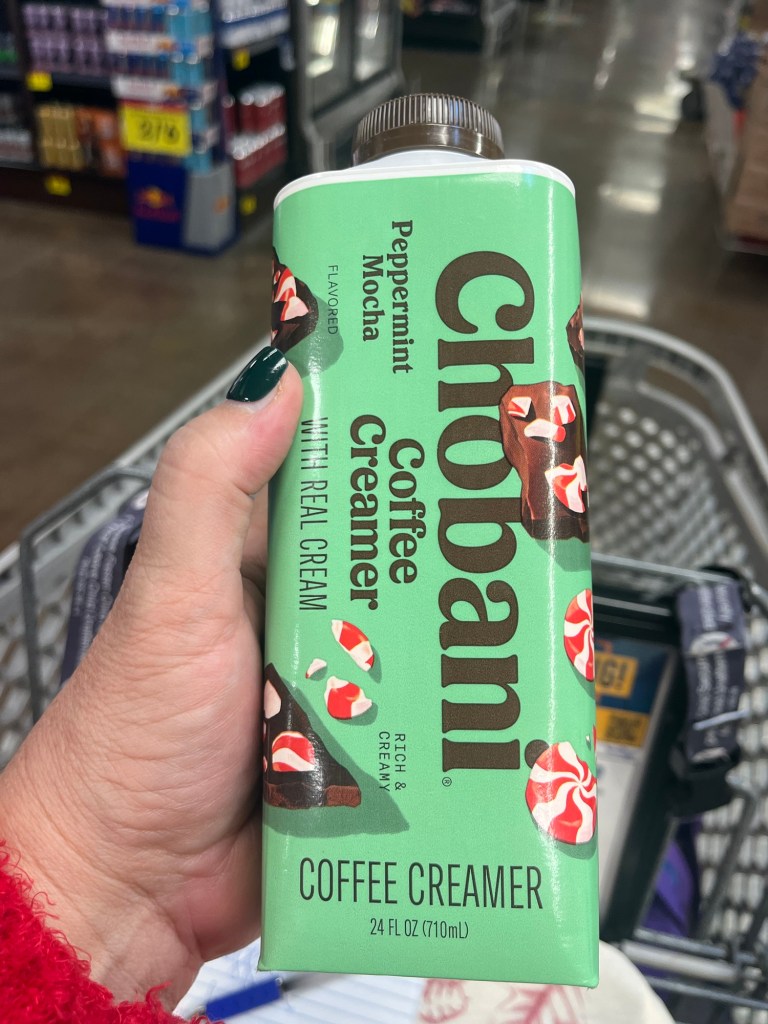 Chobani®
Peppermint
Mocha
FLAVORED
Coffee
Creamer
WITH REAL CREAM
RICH &
CREAMY
COFFEE CREAMER
24 FL OZ (710mL)